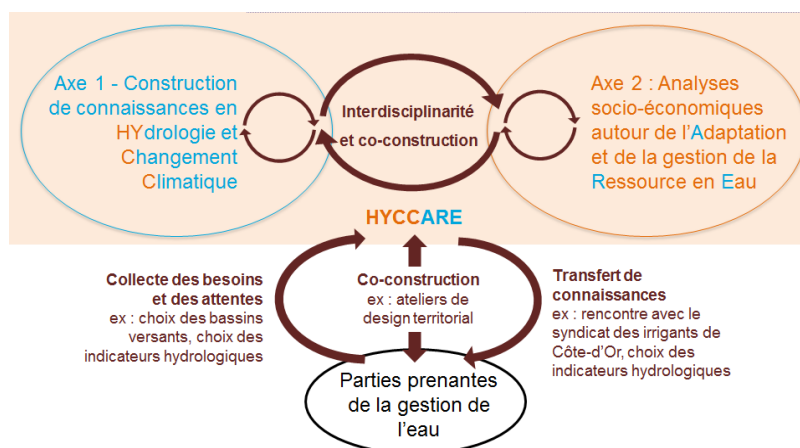 Axe 1 - Construction
de connaissances en
HYdrologie et
Changement
Climatique
Interdisciplinarité
et co-construction
Axe 2 : Analyses
socio-économiques
autour de l'Adaptation
et de la gestion de la
Ressource en Eau
HYCCARE
Collecte des besoins
et des attentes
ex : choix des bassins
versants, choix des
indicateurs hydrologiques
Co-construction
ex : ateliers de
design territorial
Transfert de
connaissances
ex : rencontre avec le
syndicat des irrigants de
Côte-d'Or, choix des
indicateurs hydrologiques
Parties prenantes
de la gestion de
l'eau